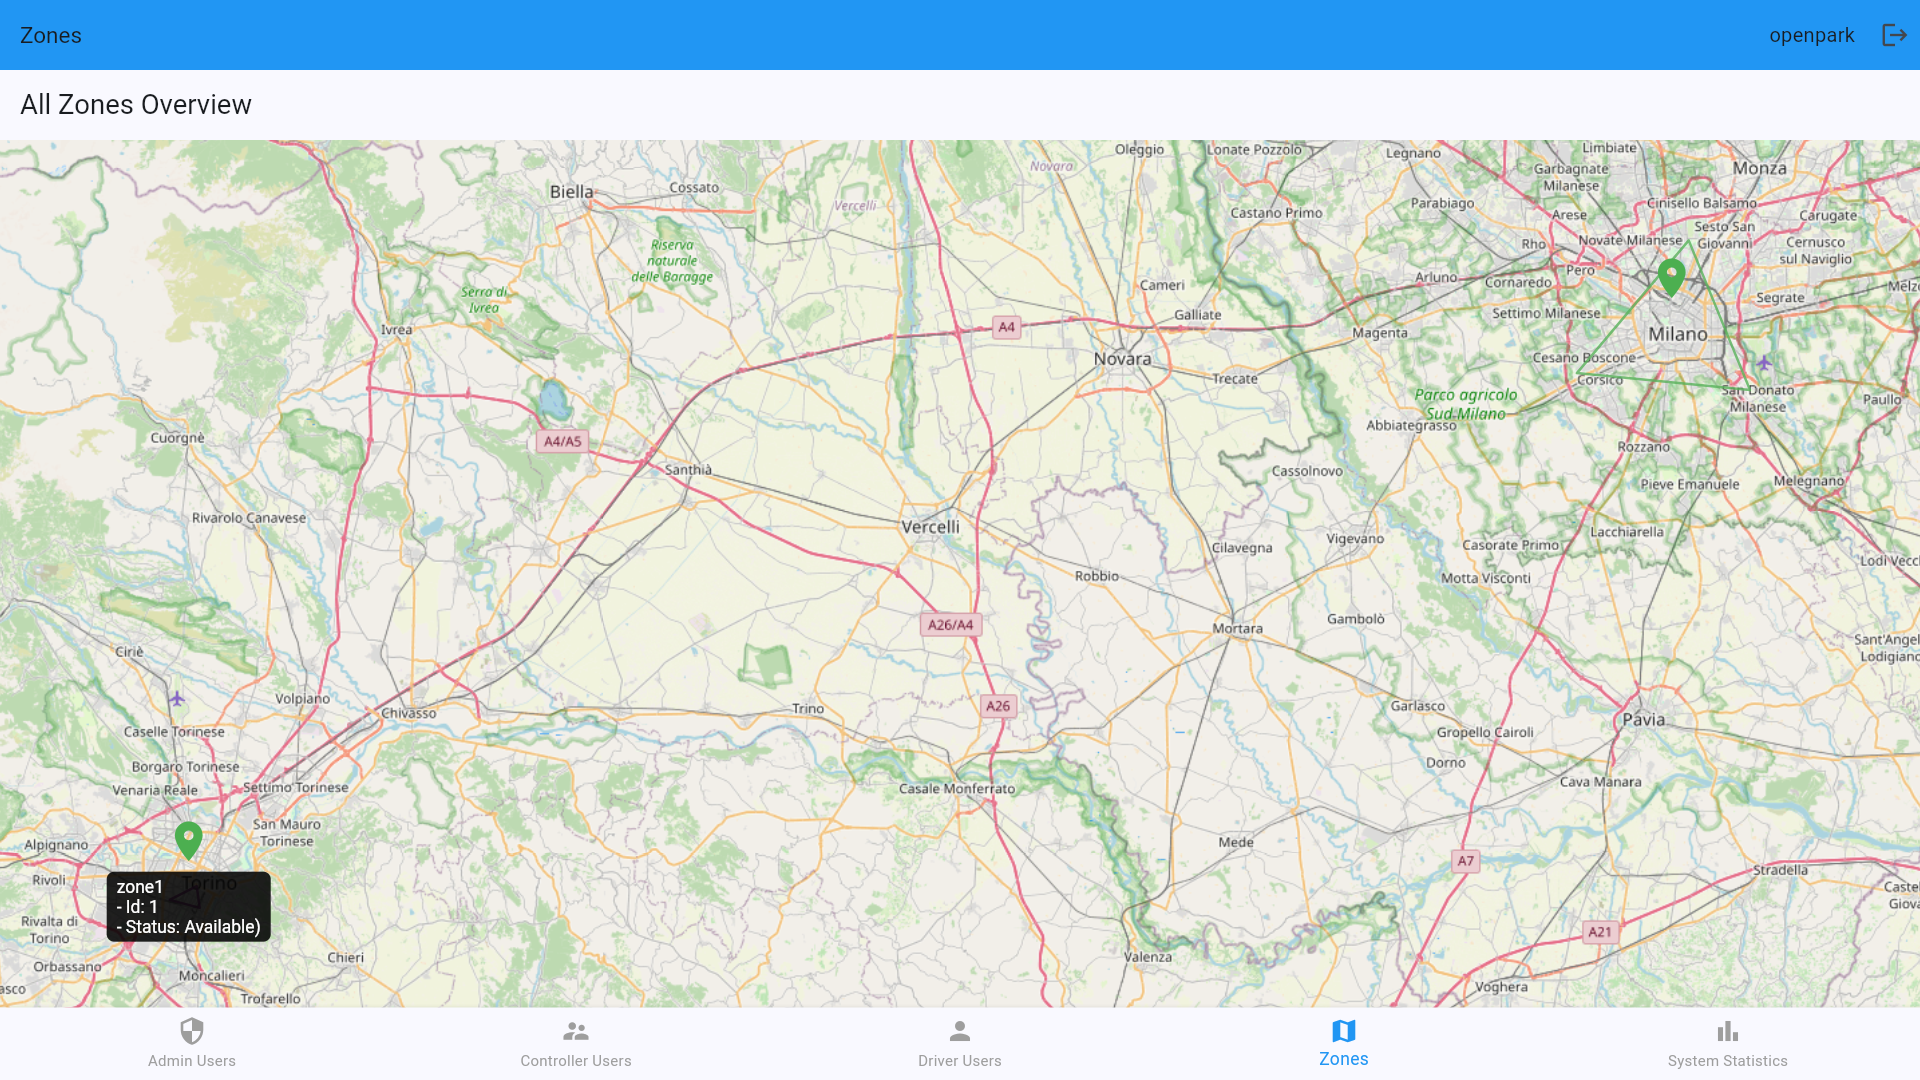 Zones
openpark
All Zones Overview
Oleggio
Lonate Pozzolo
Legnano
Limbiate
Monza
Novara
Garbagnate
Milanese
Biella
Cossato
Vercelli
Castano Primo
Parabiago
Arese
Cinisello Balsamo
Carugate
Sesto San
Giovanni
Rho
Novate Milanese
Cernusco
sul Naviglio
Riserva
naturale
delle Baragge
Pero
Arluno
Cornaredo
Cameri
Segrate
Serra di
Ivrea
Galliate
Settimo Milanese
Ivrea
A4
Magenta
Milano
Novara
Cesano Boscone
Trecate
Corsico
San Donato
Milanese
Parco agricolo
Sud Milano
Paullo
Abbiategrasso
Cuorgnè
A4/A5
Rozzano
Santhià
Cassolnovo
Pieve Emanuele
Melegnano
Rivarolo Canavese
Vercelli
Lacchiarella
Vigevano
Cilavegna
Casorate Primo
Robbio
Motta Visconti
A26/A4
Mortara
Gambolò
Ciriè
Sant'Angel
Lodigiano
Volpiano
Chivasso
Trino
A26
Garlasco
Pavia
Caselle Torinese
Gropello Cairoli
Borgaro Torinese
Dorno
Venaria Reale
Settimo Torinese
Casale Monferrato
Cava Manara
San Mauro
Torinese
Alpignano
Mede
A7
Stradella
Rivoli
Torino
zone1
- Id: 1
- Status: Available)
Rivalta di
Torino
A21
Chieri
Valenza
Orbassano
Moncalieri
Voghera
Trofarello
Admin Users
Controller Users
Driver Users
Zones
System Statistics